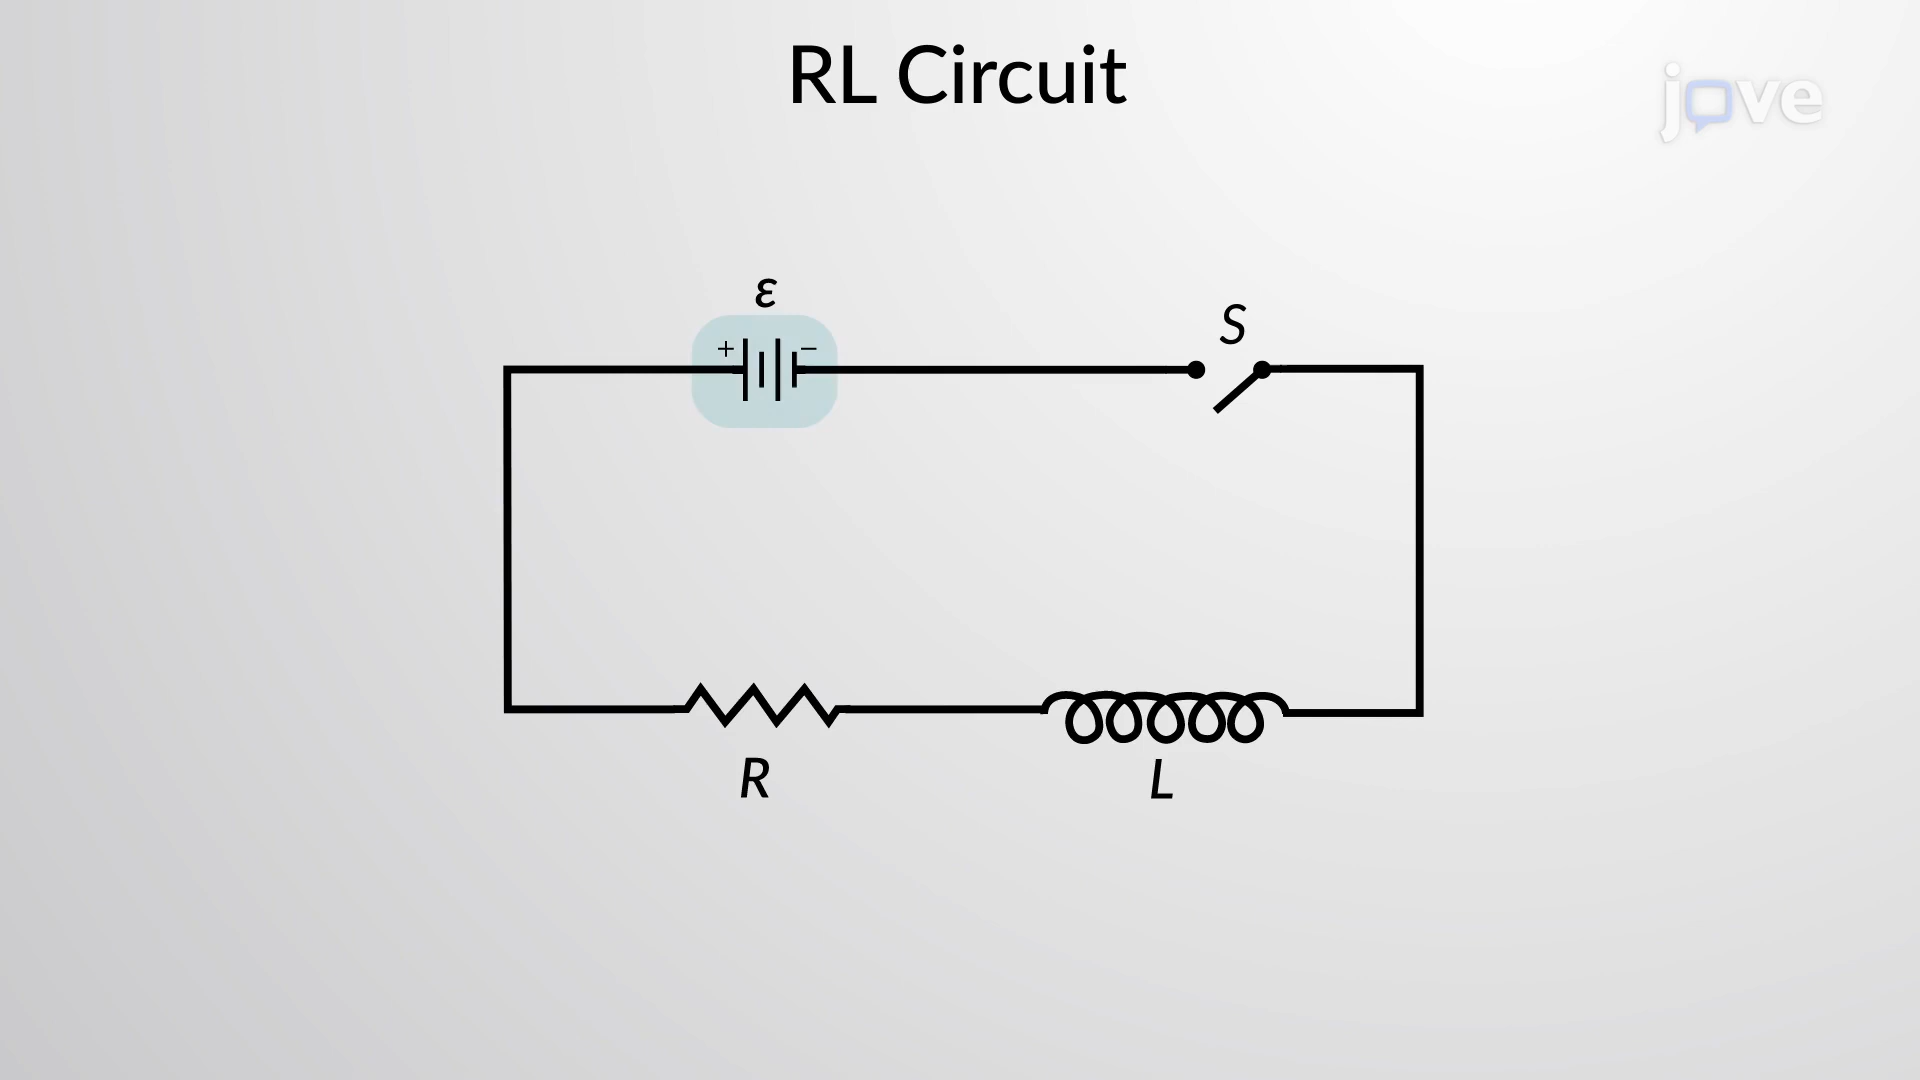 RL Circuit
jove
ε
+ −
S
R
L